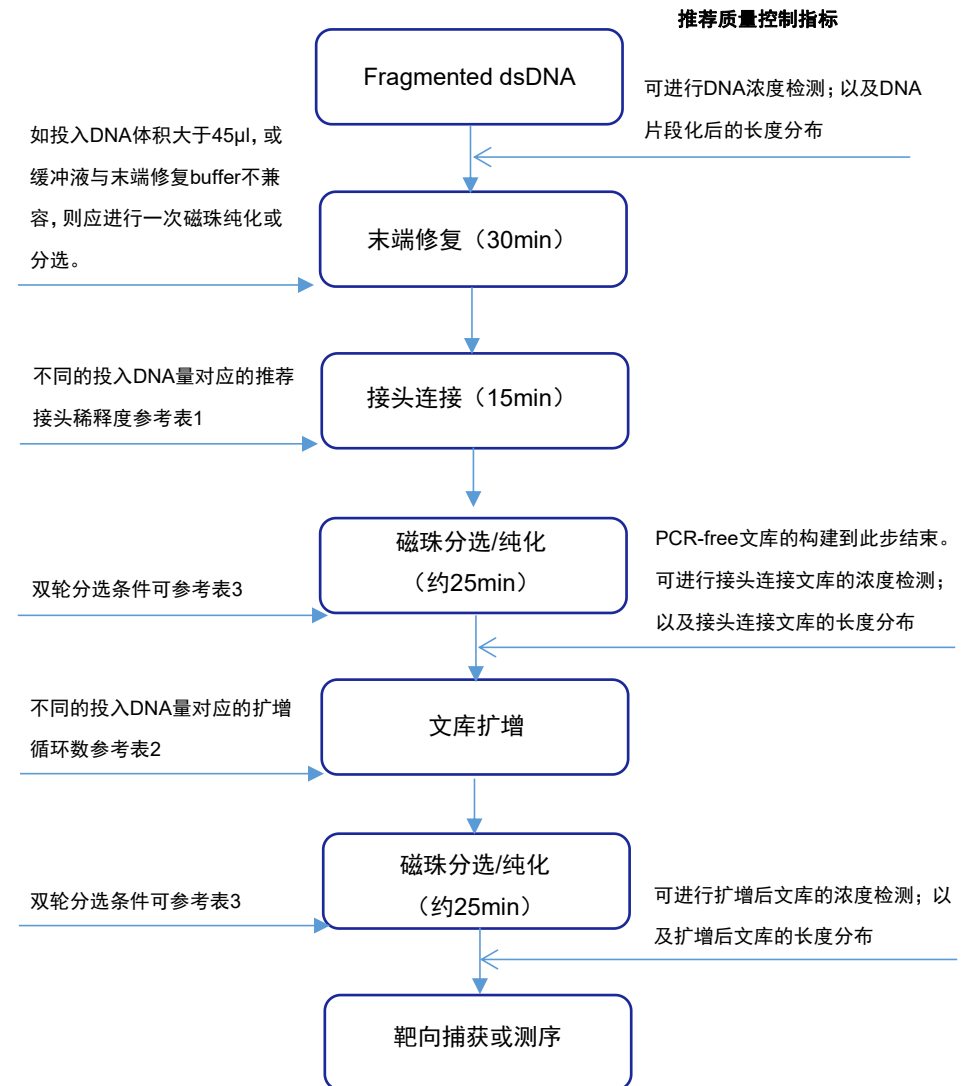 推荐质量控制指标
Fragmented dsDNA
可进行DNA浓度检测；以及DNA
片段化后的长度分布
如投入DNA体积大于45μl，或
缓冲液与末端修复buffer不兼
容，则应进行一次磁珠纯化或
分选。
末端修复（30min）
不同的投入DNA量对应的推荐
接头稀释度参考表1
接头连接（15min）
磁珠分选/纯化
（约25min）
双轮分选条件可参考表3
PCR-free文库的构建到此步结束。
可进行接头连接文库的浓度检测；
以及接头连接文库的长度分布
不同的投入DNA量对应的扩增
循环数参考表2
文库扩增
磁珠分选/纯化
（约25min）
双轮分选条件可参考表3
可进行扩增后文库的浓度检测；以
及扩增后文库的长度分布
靶向捕获或测序